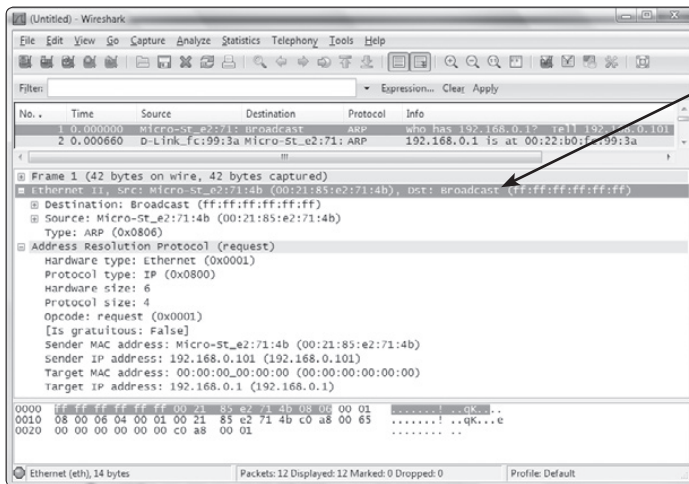 (Untitled) - Wireshark
File Edit View Go Capture Analyze Statistics Telephony Tools Help
Filter: Expression... Clear Apply
No. . Time Source Destination Protocol Info
1 0.000000 Micro-St_e2:71: Broadcast ARP who has 192.168.0.1? Tell 192.168.0.101
2 0.000660 D-Link_fc:99:3a Micro-St_e2:71: ARP 192.168.0.1 is at 00:22:b0:fc:99:3a
Frame 1 (42 bytes on wire, 42 bytes captured)
Ethernet II, Src: Micro-St_e2:71:4b (00:21:85:e2:71:4b), Dst: Broadcast (ff:ff:ff:ff:ff:ff)
Destination: Broadcast (ff:ff:ff:ff:ff:ff)
Source: Micro-St_e2:71:4b (00:21:85:e2:71:4b)
Type: ARP (0x0806)
Address Resolution Protocol (request)
Hardware type: Ethernet (0x0001)
Protocol type: IP (0x0800)
Hardware size: 6
Protocol size: 4
Opcode: request (0x0001)
[Is gratuitous: False]
Sender MAC address: Micro-St_e2:71:4b (00:21:85:e2:71:4b)
Sender IP address: 192.168.0.101 (192.168.0.101)
Target MAC address: 00:00:00_00:00:00 (00:00:00:00:00:00)
Target IP address: 192.168.0.1 (192.168.0.1)
0000 ff ff ff ff ff ff 00 21 85 e2 71 4b 08 06 00 01 .......! ..qK....
0010 08 00 06 04 00 01 00 21 85 e2 71 4b c0 a8 00 65 .......! ..qK...e
0020 00 00 00 00 00 00 c0 a8 00 01 ........ ..
Ethernet (eth), 14 bytes Packets: 12 Displayed: 12 Marked: 0 Dropped: 0 Profile: Default